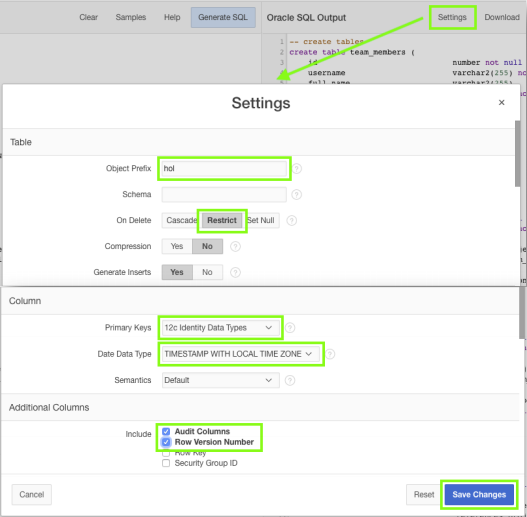 Clear Samples Help Generate SQL Oracle SQL Output Settings Download
1 -- create tables
2 create table team_members (
3 id number not null
username varchar2(255)
full_name varchar2(255)
Settings ×
Table
Object Prefix hol ?
Schema ?
On Delete Cascade Restrict Set Null ?
Compression Yes No ?
Generate Inserts Yes No ?
Column
Primary Keys 12c Identity Data Types ?
Date Data Type TIMESTAMP WITH LOCAL TIME ZONE ?
Semantics Default ?
Additional Columns
Include Audit Columns
Row Version Number
Row Key
Security Group ID
Cancel Reset Save Changes